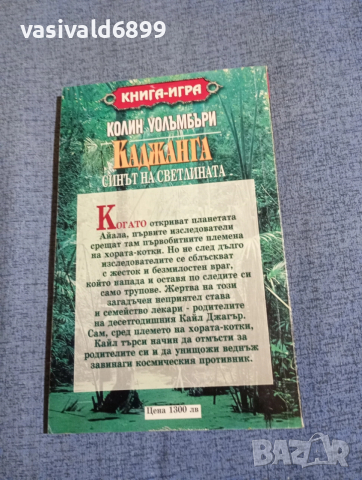 vasivald6899
КНИГА-ИГРА
КОЛИН УОЛЪМБЪРИ
КАДЖАНГА
СИНЪТ НА СВЕТЛИНАТА
КОГАТО откриват планетата
Айала, първите изследователи
срещат там първобитните племена
на хората-котки. Но не след дълго
изследователите се сблъскват
с жесток и безмилостен враг,
който напада и оставя по следите си
само трупове. Жертва на този
загадъчен неприятел става
и семейство лекари - родителите
на десетгодишния Кайл Джагър.
Сам, сред племето на хората-котки,
Кайл търси начин да отмъсти за
родителите си и да унищожи веднъж
завинаги космическия противник.
Цена 1300 лв
BAZAR